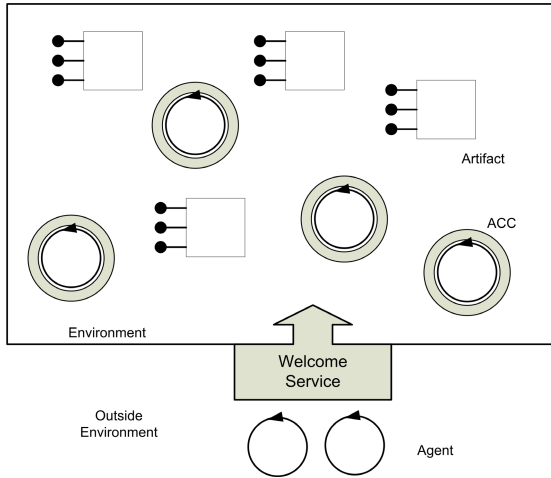 Artifact
ACC
Environment
Welcome
Service
Outside
Environment
Agent